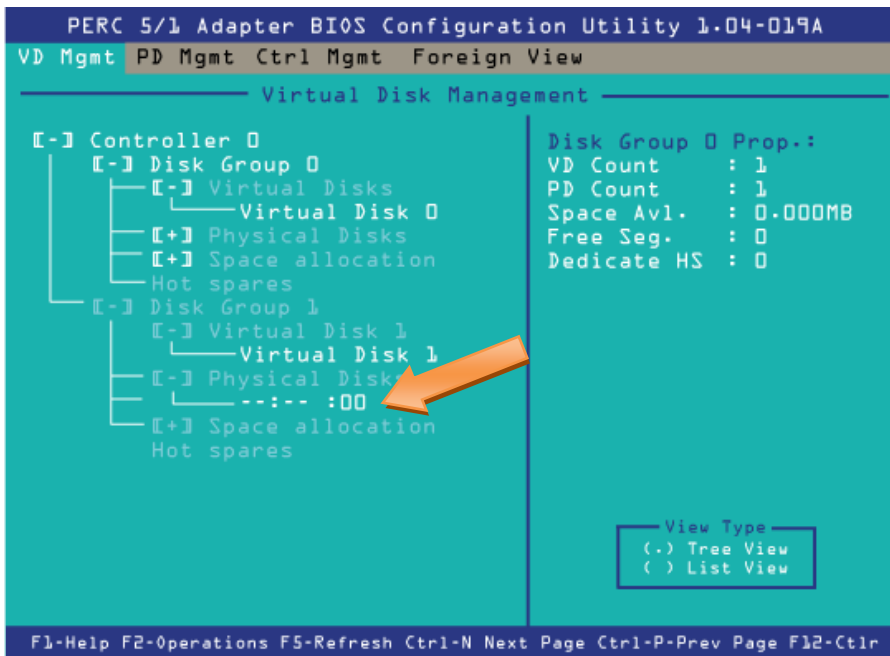 PERC 5/1 Adapter BIOS Configuration Utility 1.04-019A
VD Mgmt PD Mgmt Ctrl Mgmt Foreign View
Virtual Disk Management
[-] Controller 0
[-] Disk Group 0
[-] Virtual Disks
Virtual Disk 0
[+] Physical Disks
[+] Space allocation
Hot spares
[-] Disk Group 1
[-] Virtual Disk 1
Virtual Disk 1
[-] Physical Disks
--:-- :00
[+] Space allocation
Hot spares
Disk Group 0 Prop.:
VD Count : 1
PD Count : 1
Space Avl. : 0.000MB
Free Seg. : 0
Dedicate HS : 0
View Type
(.) Tree View
( ) List View
F1-Help F2-Operations F5-Refresh Ctrl-N Next Page Ctrl-P-Prev Page F12-Ctlr